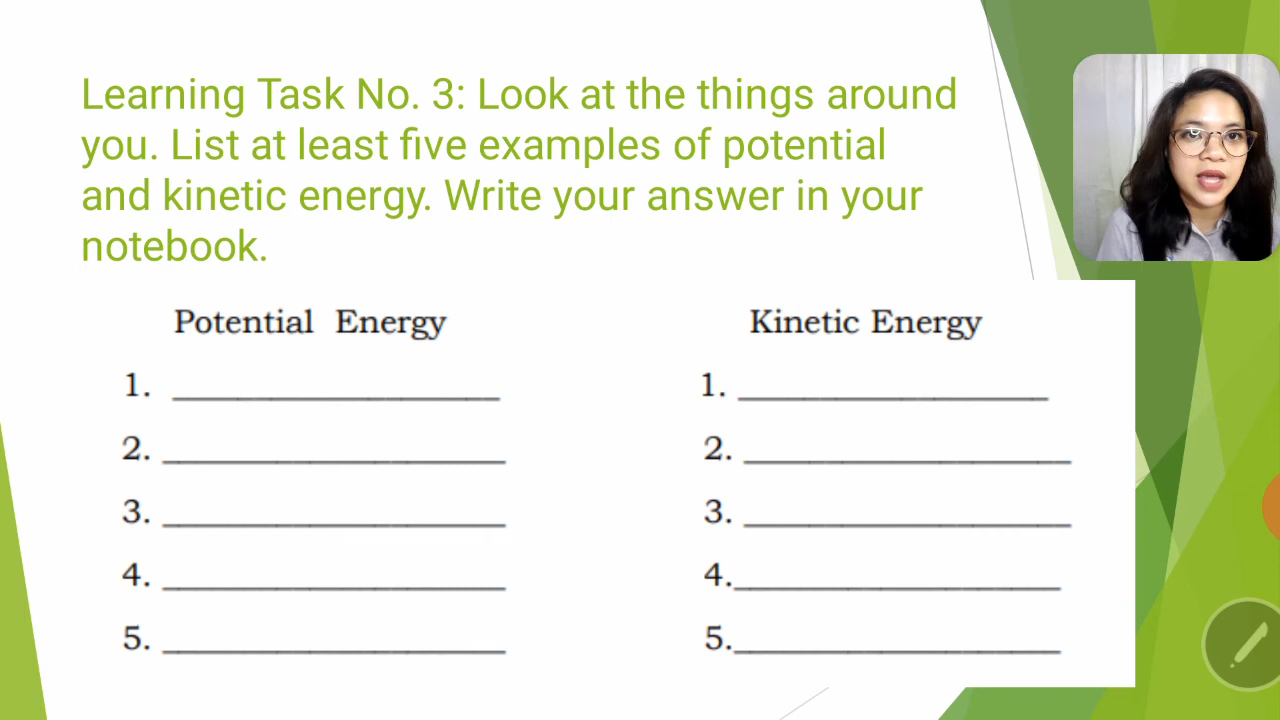 Learning Task No. 3: Look at the things around
you. List at least five examples of potential
and kinetic energy. Write your answer in your
notebook.
Potential Energy
1. ____________________
2. ____________________
3. ____________________
4. ____________________
5. ____________________
Kinetic Energy
1. ____________________
2. ____________________
3. ____________________
4.____________________
5.____________________